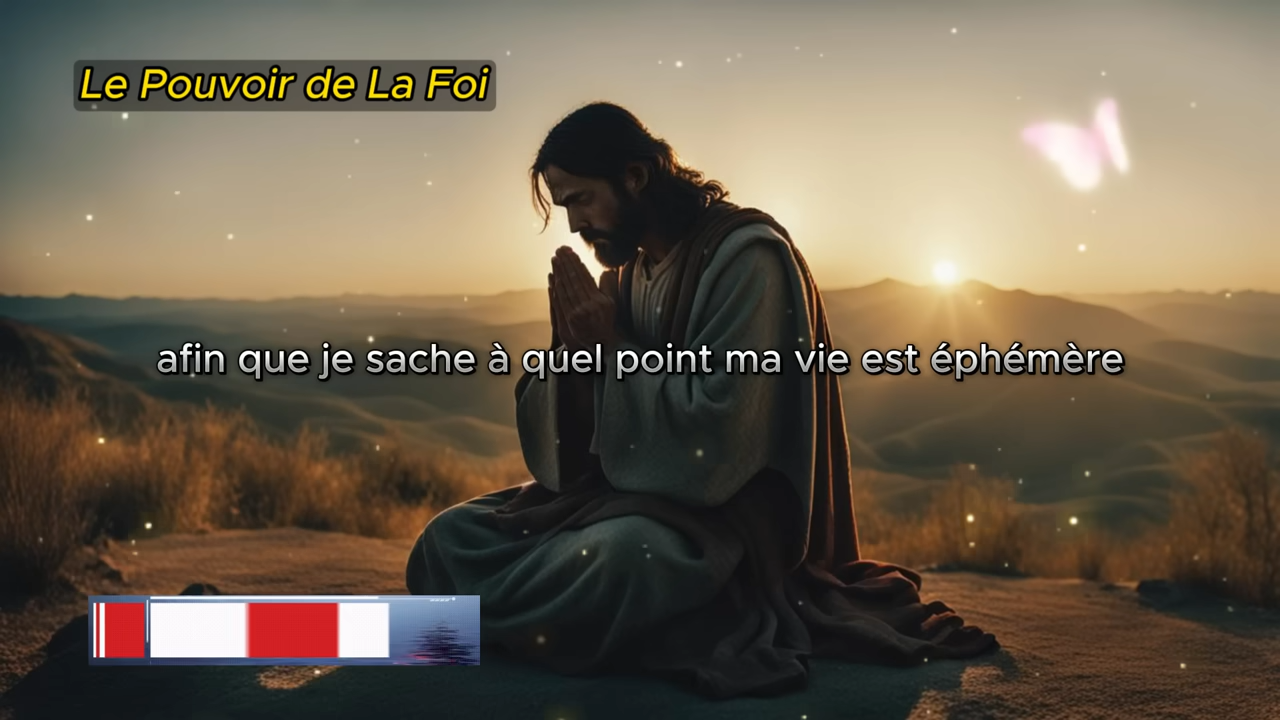 Le Pouvoir de La Foi
afin que je sache à quel point ma vie est éphémère